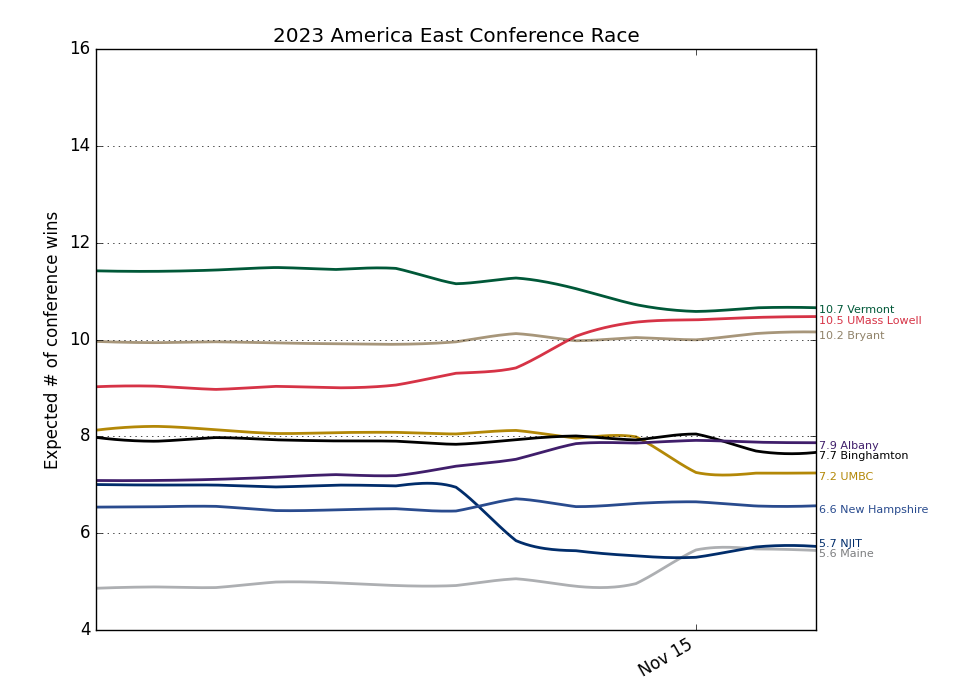 2023 America East Conference Race
Expected # of conference wins
16
14
12
10
8
6
4
Nov 15
10.7 Vermont
10.5 UMass Lowell
10.2 Bryant
7.9 Albany
7.7 Binghamton
7.2 UMBC
6.6 New Hampshire
5.7 NJIT
5.6 Maine